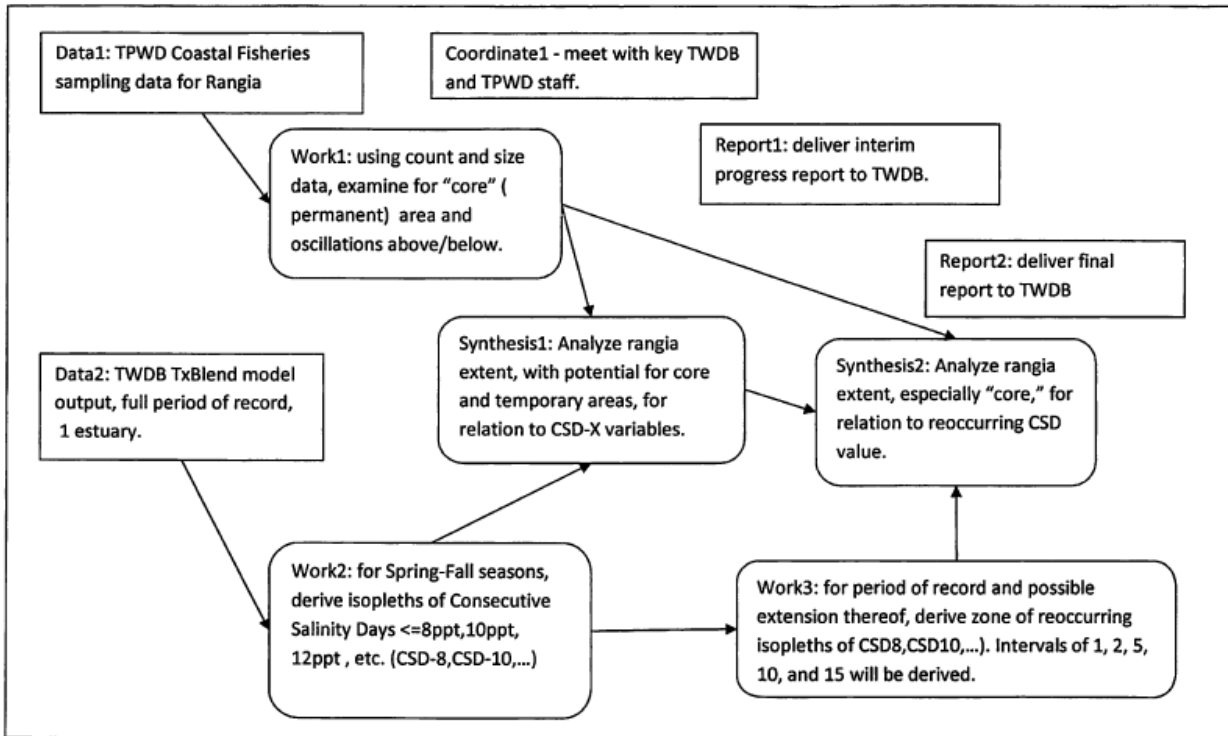 Data1: TPWD Coastal Fisheries
sampling data for Rangia
Coordinate1 - meet with key TWDB
and TPWD staff.
Work1: using count and size
data, examine for “core” (
permanent)  area and
oscillations above/below.
Report1: deliver interim
progress report to TWDB.
Report2: deliver final
report to TWDB
Data2: TWDB TxBlend model
output, full period of record,
1 estuary.
Synthesis1: Analyze rangia
extent, with potential for core
and temporary areas, for
relation to CSD-X variables.
Synthesis2: Analyze rangia
extent, especially “core,” for
relation to reoccurring CSD
value.
Work2: for Spring-Fall seasons,
derive isopleths of Consecutive
Salinity Days <=8ppt,10ppt,
12ppt , etc. (CSD-8,CSD-10,...)
Work3: for period of record and possible
extension thereof, derive zone of reoccurring
isopleths of CSD8,CSD10,...). Intervals of 1, 2, 5,
10, and 15 will be derived.